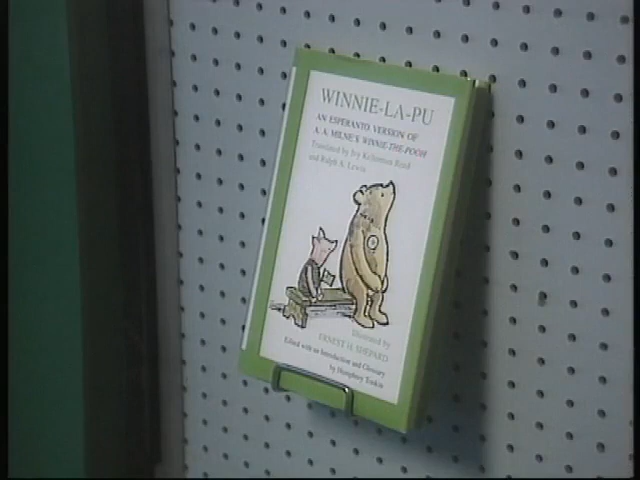 WINNIE-LA-PU
AN ESPERANTO VERSION OF
A. A. MILNE'S WINNIE-THE-POOH
Translated by Ivy Kellerman Reed
and Ralph A. Lewin
Illustrated by
ERNEST H. SHEPARD
Edited with an Introduction and Glossary
by Humphrey Tonkin